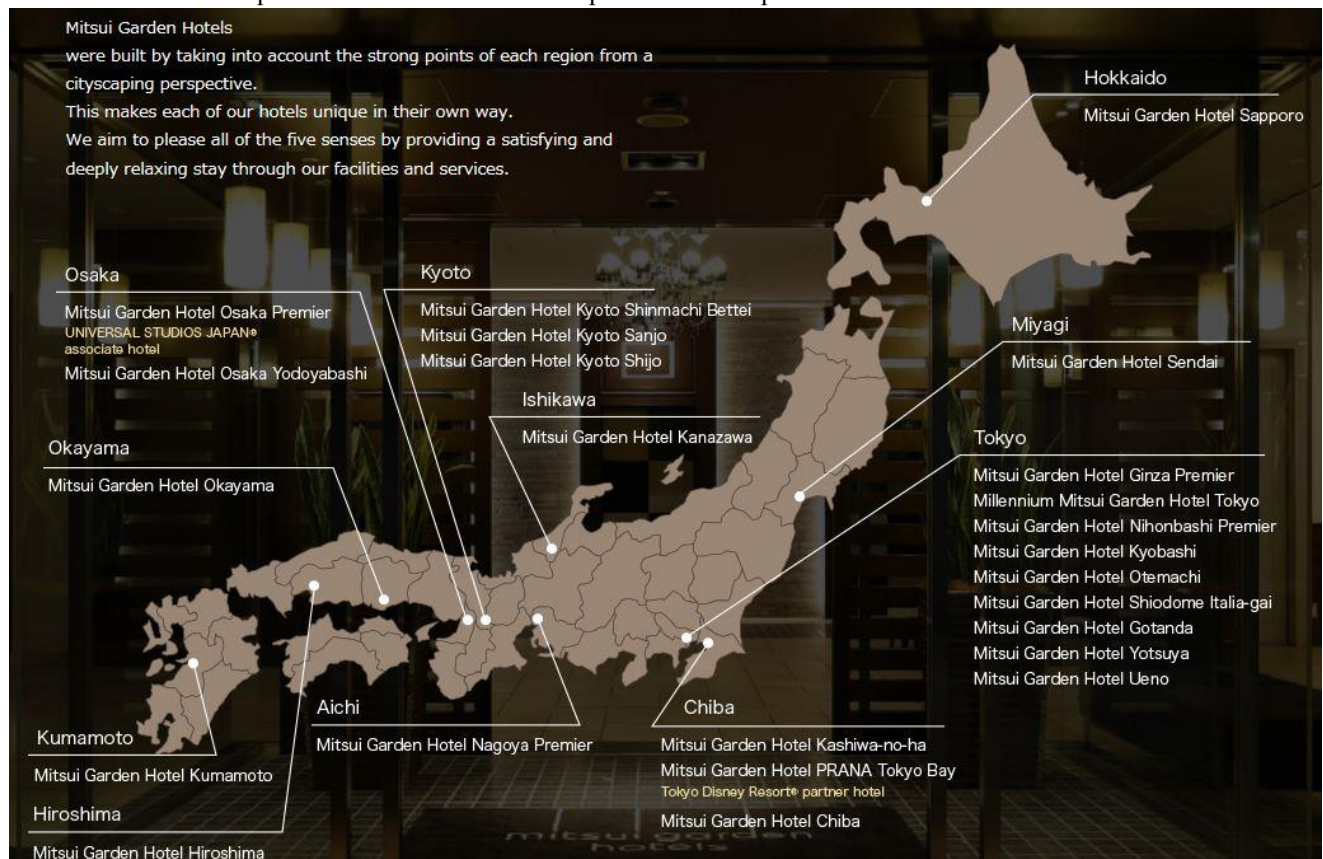 Mitsui Garden Hotels
were built by taking into account the strong points of each region from a
cityscaping perspective.
This makes each of our hotels unique in their own way.
We aim to please all of the five senses by providing a satisfying and
deeply relaxing stay through our facilities and services.
Hokkaido
Mitsui Garden Hotel Sapporo
Osaka
Mitsui Garden Hotel Osaka Premier
UNIVERSAL STUDIOS JAPAN®
associate hotel
Mitsui Garden Hotel Osaka Yodoyabashi
Kyoto
Mitsui Garden Hotel Kyoto Shinmachi Bettei
Mitsui Garden Hotel Kyoto Sanjo
Mitsui Garden Hotel Kyoto Shijo
Miyagi
Mitsui Garden Hotel Sendai
Ishikawa
Mitsui Garden Hotel Kanazawa
Okayama
Mitsui Garden Hotel Okayama
Tokyo
Mitsui Garden Hotel Ginza Premier
Millennium Mitsui Garden Hotel Tokyo
Mitsui Garden Hotel Nihonbashi Premier
Mitsui Garden Hotel Kyobashi
Mitsui Garden Hotel Otemachi
Mitsui Garden Hotel Shiodome Italia-gai
Mitsui Garden Hotel Gotanda
Mitsui Garden Hotel Yotsuya
Mitsui Garden Hotel Ueno
Aichi
Mitsui Garden Hotel Nagoya Premier
Chiba
Mitsui Garden Hotel Kashiwa-no-ha
Mitsui Garden Hotel PRANA Tokyo Bay
Tokyo Disney Resort® partner hotel
Mitsui Garden Hotel Chiba
Kumamoto
Mitsui Garden Hotel Kumamoto
Hiroshima
Mitsui Garden Hotel Hiroshima
mitsui garden
hotels